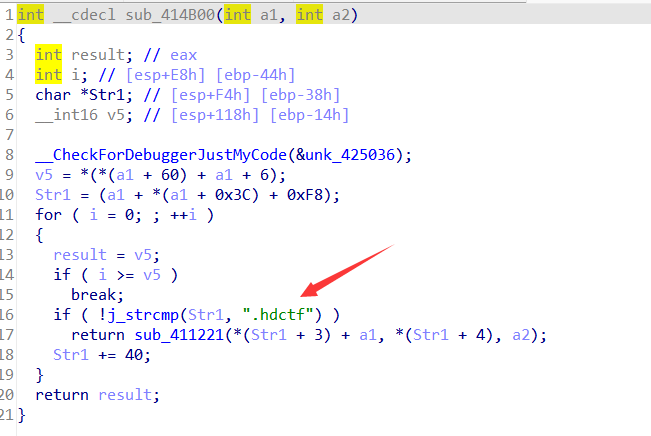 1 int __cdecl sub_414B00(int a1, int a2)
2 {
3 int result; // eax
4 int i; // [esp+E8h] [ebp-44h]
5 char *Str1; // [esp+F4h] [ebp-38h]
6 __int16 v5; // [esp+118h] [ebp-14h]
7
8 __CheckForDebuggerJustMyCode(&unk_425036);
9 v5 = *(*(a1 + 60) + a1 + 6);
10 Str1 = (a1 + *(a1 + 0x3C) + 0xF8);
11 for ( i = 0; ; ++i )
12 {
13 result = v5;
14 if ( i >= v5 )
15 break;
16 if ( !j_strcmp(Str1, ".hdctf") )
17 return sub_411221(*(Str1 + 3) + a1, *(Str1 + 4), a2);
18 Str1 += 40;
19 }
20 return result;
21 }